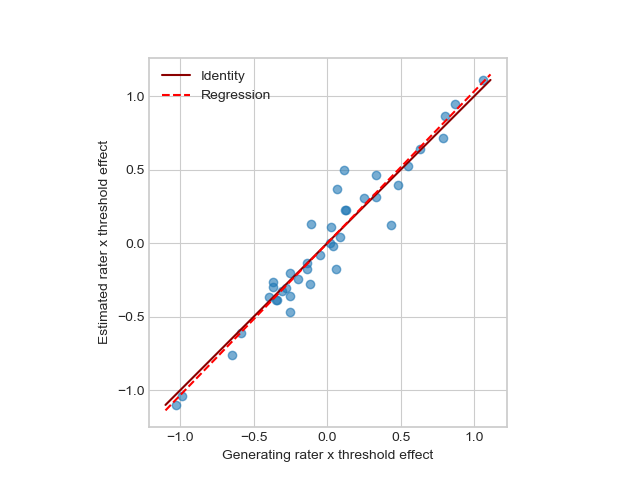 Identity
Regression
1.0
0.5
0.0
−0.5
−1.0
Estimated rater x threshold effect
−1.0 −0.5 0.0 0.5 1.0
Generating rater x threshold effect